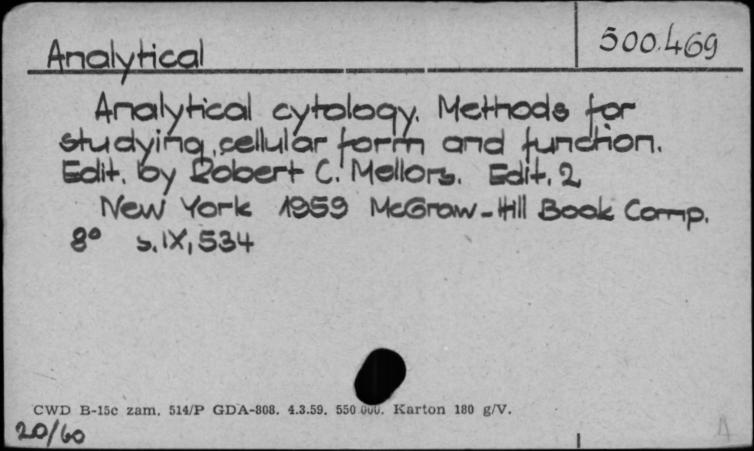 Analytical
500.469
Analytical cytology. Methods for
studying cellular form and function.
Edit. by Robert C. Mellors. Edit. 2
New York 1959 McGraw-Hill Book Comp.
8° s. IX, 534
CWD B-15c zam. 514/P GDA-808. 4.3.59. 550 000. Karton 180 g/V.
20/60